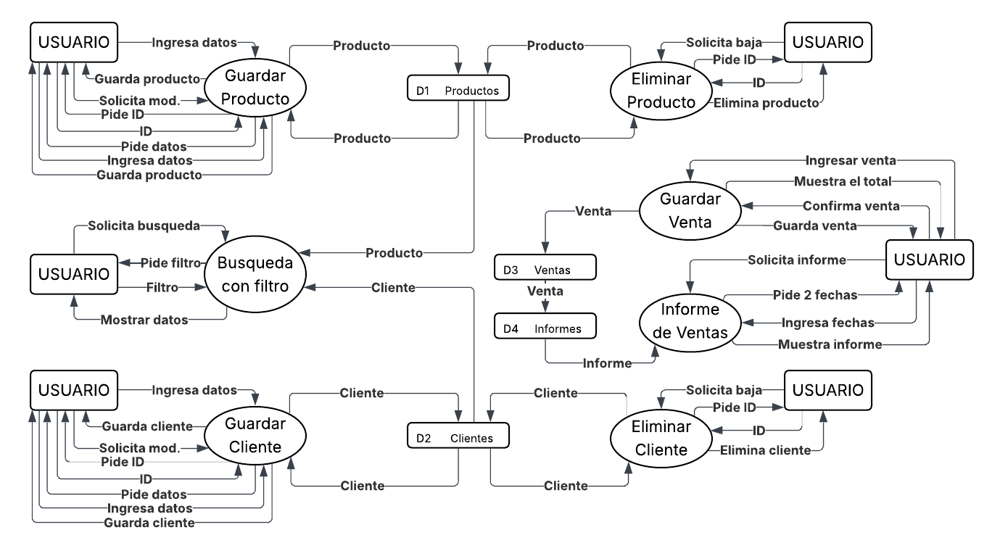 USUARIO
Ingresa datos
Guarda producto
Solicita mod.
Pide ID
ID
Pide datos
Ingresa datos
Guarda producto
Guardar
Producto
Producto
Producto
D1 Productos
Producto
Producto
Eliminar
Producto
Solicita baja
Pide ID
ID
Elimina producto
USUARIO
Solicita busqueda
Pide filtro
Filtro
Mostrar datos
USUARIO
Busqueda
con filtro
Producto
Cliente
Venta
D3 Ventas
Venta
D4 Informes
Informe
Guardar
Venta
Ingresar venta
Muestra el total
Confirma venta
Guarda venta
USUARIO
Solicita informe
Pide 2 fechas
Ingresa fechas
Muestra informe
Informe
de Ventas
USUARIO
Ingresa datos
Guarda cliente
Solicita mod.
Pide ID
ID
Pide datos
Ingresa datos
Guarda cliente
Guardar
Cliente
Cliente
Cliente
D2 Clientes
Cliente
Cliente
Eliminar
Cliente
Solicita baja
Pide ID
ID
Elimina cliente
USUARIO